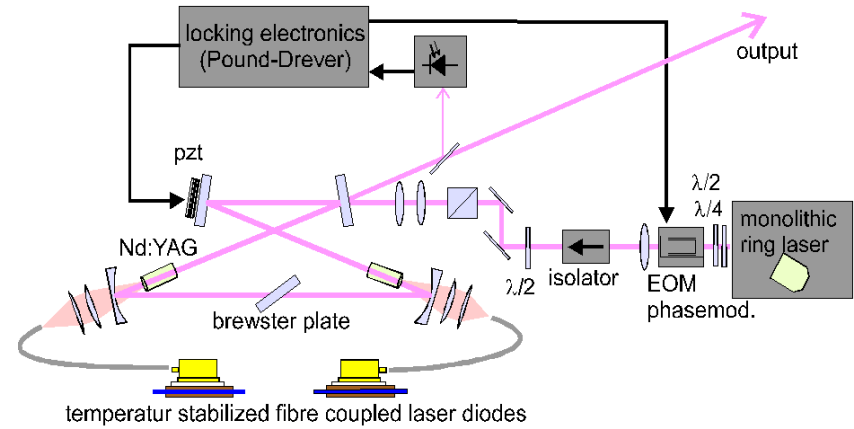 locking electronics
(Pound-Drever)
output
pzt
λ/2
λ/4
monolithic
ring laser
Nd:YAG
λ/2
isolator
EOM
phasemod.
brewster plate
temperatur stabilized fibre coupled laser diodes